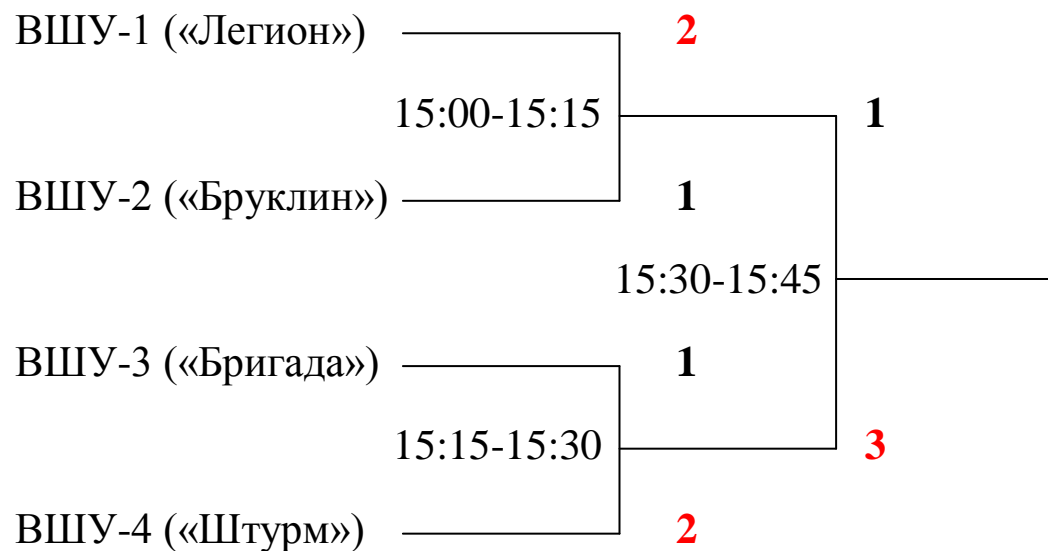 ВШУ-1 («Легион») 2
15:00-15:15 1
ВШУ-2 («Бруклин») 1
15:30-15:45
ВШУ-3 («Бригада») 1
15:15-15:30 3
ВШУ-4 («Штурм») 2